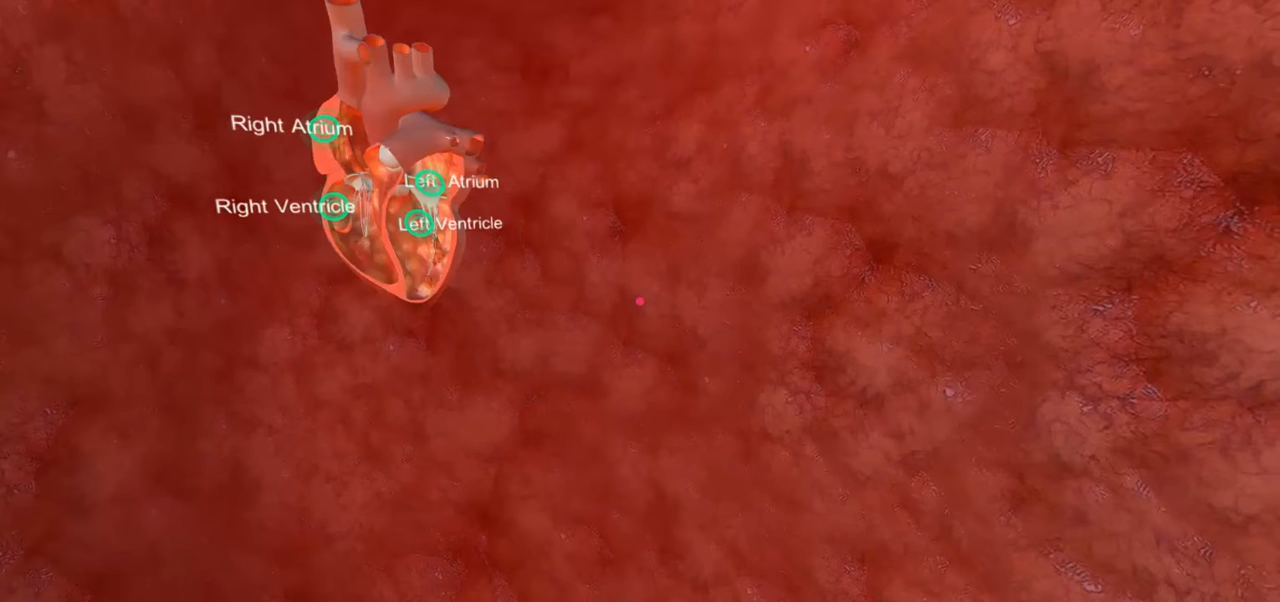 Right Atrium
Left Atrium
Right Ventricle
Left Ventricle